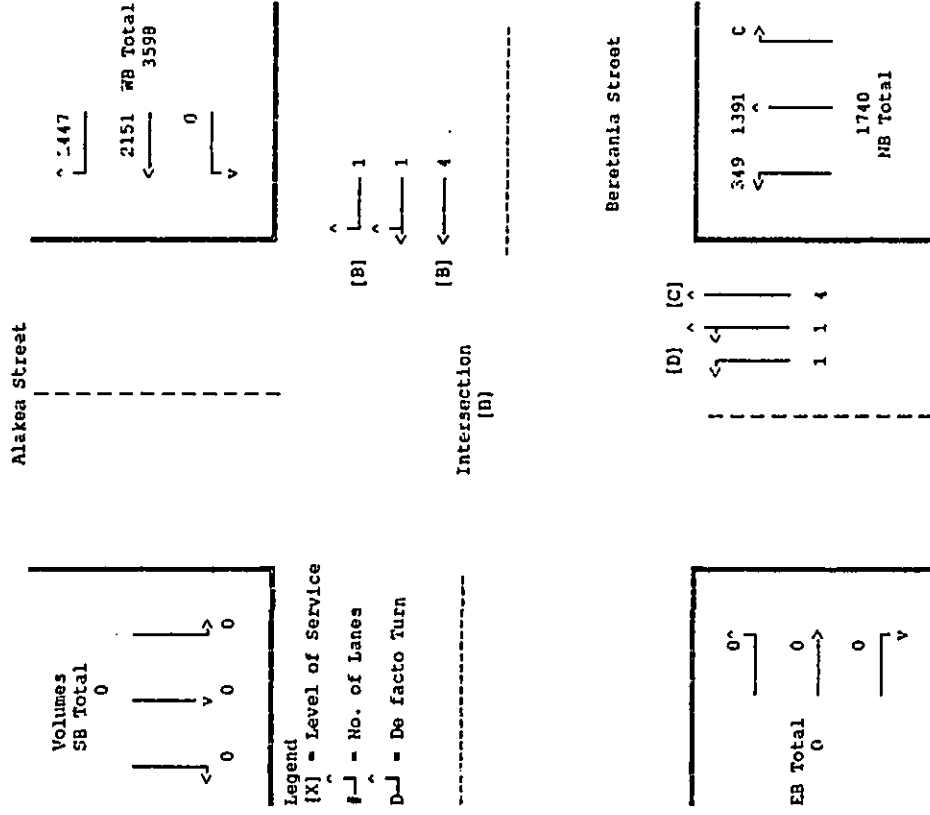 Alakea Street
Volumes
SB Total
0
0 0 0
1447
2151 WB Total
3598
0
Legend
[X] = Level of Service
#
= No. of Lanes
D
= De facto Turn
[B] 1
1
[B] 4
Intersection
Beretania Street
[D] [C]
1 1 4
EB Total
0
0
0
0
349 1391
1740
NB Total